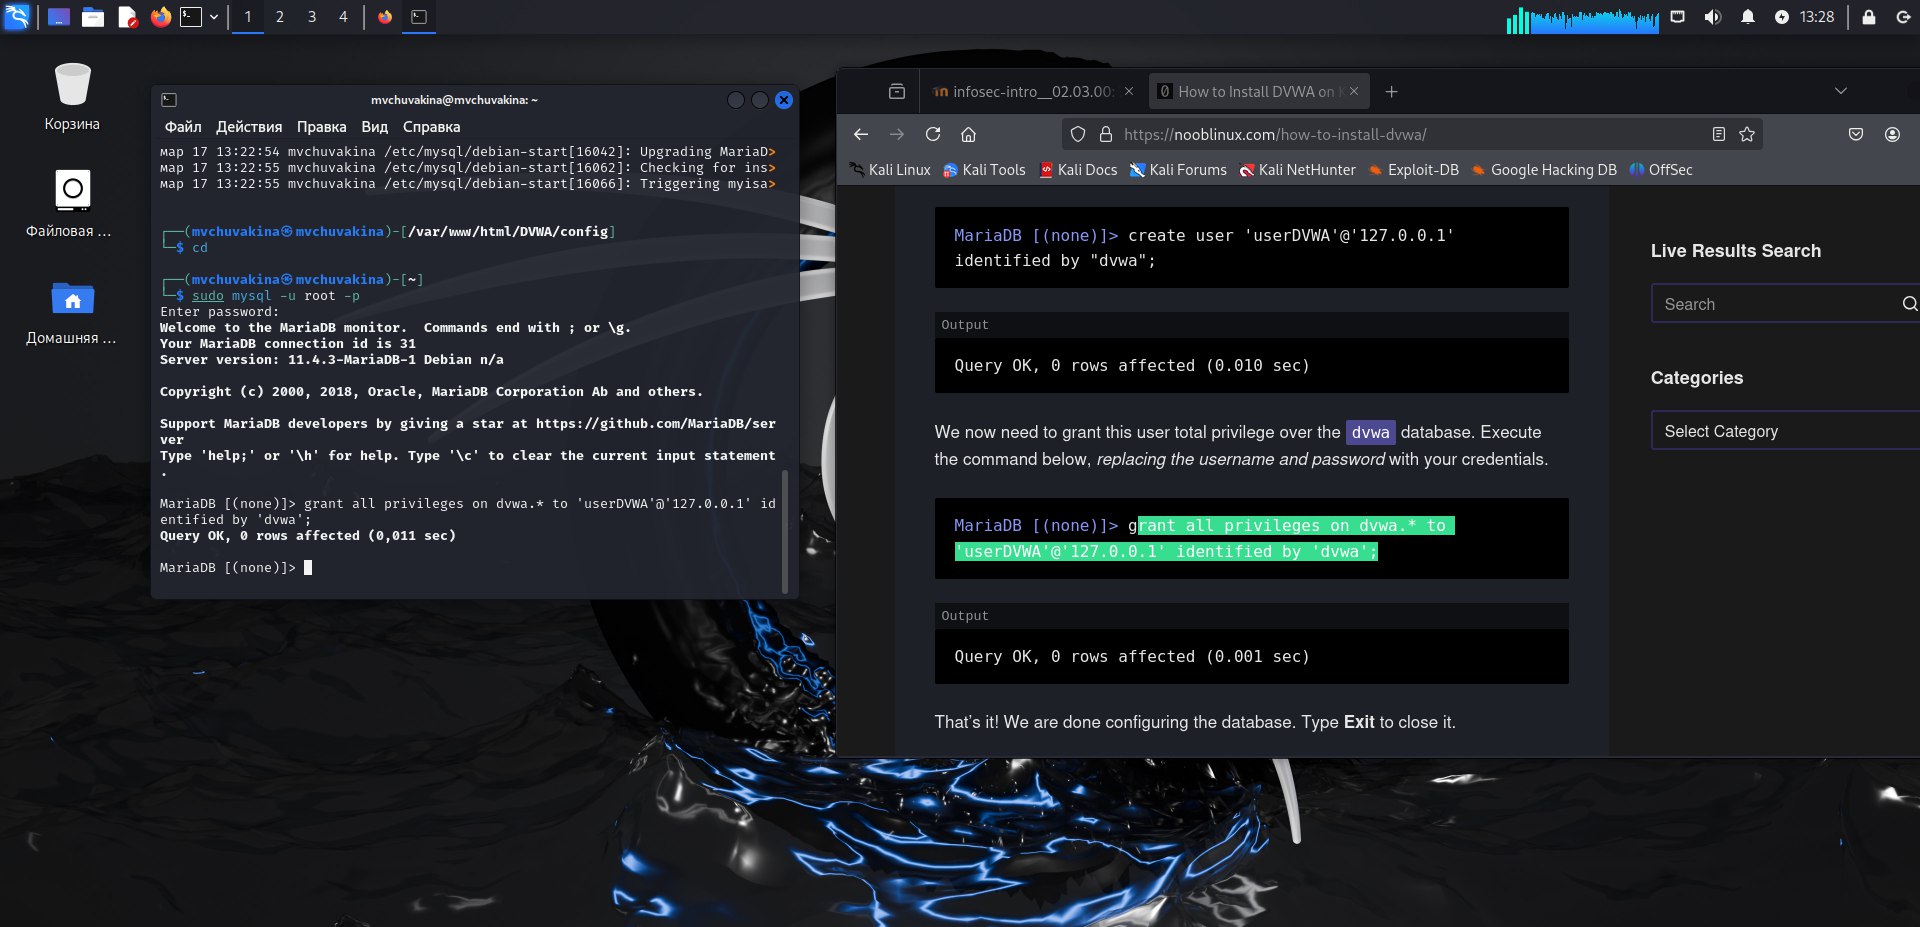 1 2 3 4
13:28
Корзина
Файловая ...
Домашняя ...
mvchuvakina@mvchuvakina: ~
Файл Действия Правка Вид Справка
мар 17 13:22:54 mvchuvakina /etc/mysql/debian-start[16042]: Upgrading MariaD>
мар 17 13:22:55 mvchuvakina /etc/mysql/debian-start[16062]: Checking for ins>
мар 17 13:22:55 mvchuvakina /etc/mysql/debian-start[16066]: Triggering myisa>
┌──(mvchuvakina㉿mvchuvakina)-[/var/www/html/DVWA/config]
└─$ cd
┌──(mvchuvakina㉿mvchuvakina)-[~]
└─$ sudo mysql -u root -p
Enter password:
Welcome to the MariaDB monitor.  Commands end with ; or \g.
Your MariaDB connection id is 31
Server version: 11.4.3-MariaDB-1 Debian n/a
Copyright (c) 2000, 2018, Oracle, MariaDB Corporation Ab and others.
Support MariaDB developers by giving a star at https://github.com/MariaDB/ser
ver
Type 'help;' or '\h' for help. Type '\c' to clear the current input statement
.
MariaDB [(none)]> grant all privileges on dvwa.* to 'userDVWA'@'127.0.0.1' id
entified by 'dvwa';
Query OK, 0 rows affected (0,011 sec)
MariaDB [(none)]>
infosec-intro__02.03.00:
How to Install DVWA on K
https://nooblinux.com/how-to-install-dvwa/
Kali Linux Kali Tools Kali Docs Kali Forums Kali NetHunter Exploit-DB Google Hacking DB OffSec
MariaDB [(none)]> create user 'userDVWA'@'127.0.0.1'
identified by "dvwa";
Output
Query OK, 0 rows affected (0.010 sec)
We now need to grant this user total privilege over the dvwa database. Execute
the command below, replacing the username and password with your credentials.
MariaDB [(none)]> grant all privileges on dvwa.* to
'userDVWA'@'127.0.0.1' identified by 'dvwa';
Output
Query OK, 0 rows affected (0.001 sec)
That's it! We are done configuring the database. Type Exit to close it.
Live Results Search
Search
Categories
Select Category